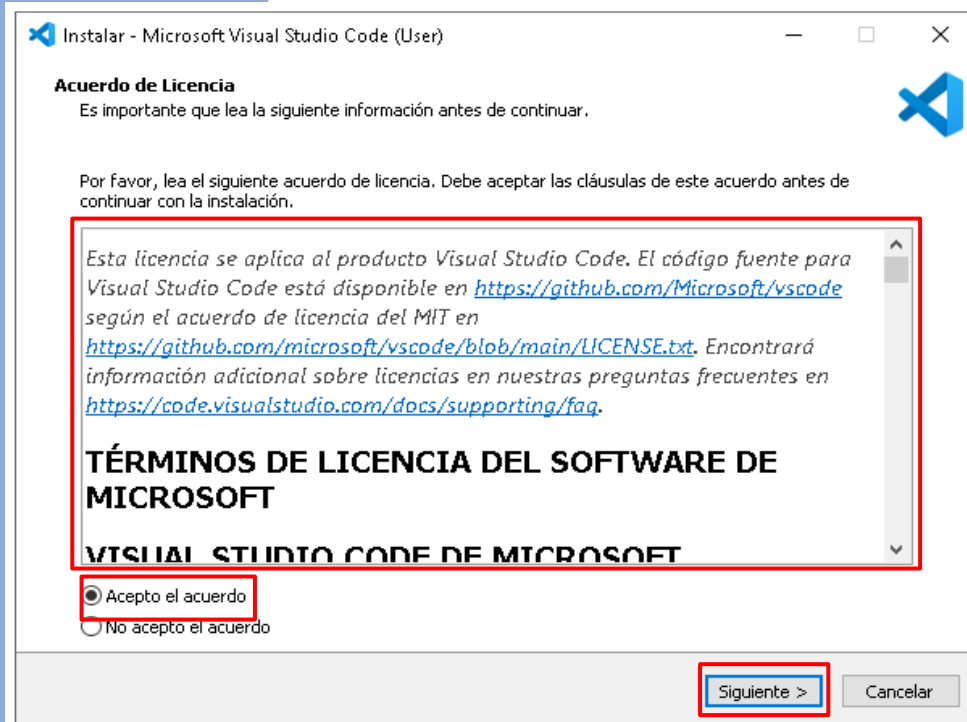 Instalar - Microsoft Visual Studio Code (User)
Acuerdo de Licencia
Es importante que lea la siguiente información antes de continuar.
Por favor, lea el siguiente acuerdo de licencia. Debe aceptar las cláusulas de este acuerdo antes de
continuar con la instalación.
Esta licencia se aplica al producto Visual Studio Code. El código fuente para
Visual Studio Code está disponible en https://github.com/Microsoft/vscode
según el acuerdo de licencia del MIT en
https://github.com/microsoft/vscode/blob/main/LICENSE.txt. Encontrará
información adicional sobre licencias en nuestras preguntas frecuentes en
https://code.visualstudio.com/docs/supporting/faq.
TÉRMINOS DE LICENCIA DEL SOFTWARE DE
MICROSOFT
VISUAL STUDIO CODE DE MICROSOFT
Acepto el acuerdo
No acepto el acuerdo
Siguiente >
Cancelar